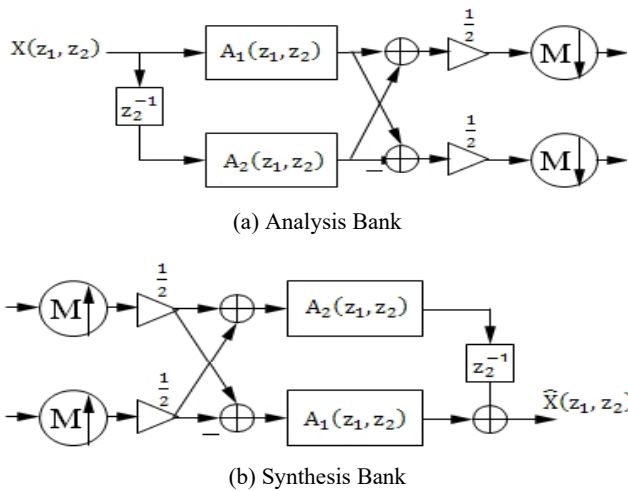 X(z₁, z₂)
A₁(z₁, z₂)
1/2
M
z₂⁻¹
A₂(z₁, z₂)
−
1/2
M
(a) Analysis Bank
M
1/2
A₂(z₁, z₂)
z₂⁻¹
M
1/2
−
A₁(z₁, z₂)
X̂(z₁, z₂)
(b) Synthesis Bank